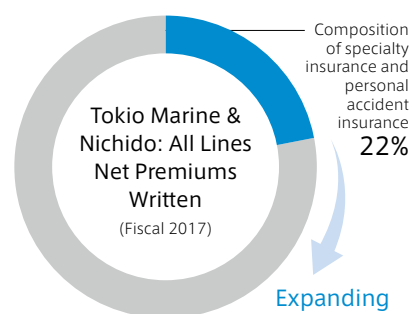 Composition
of specialty
insurance and
personal
accident
insurance
22%
Tokio Marine &
Nichido: All Lines
Net Premiums
Written
(Fiscal 2017)
Expanding